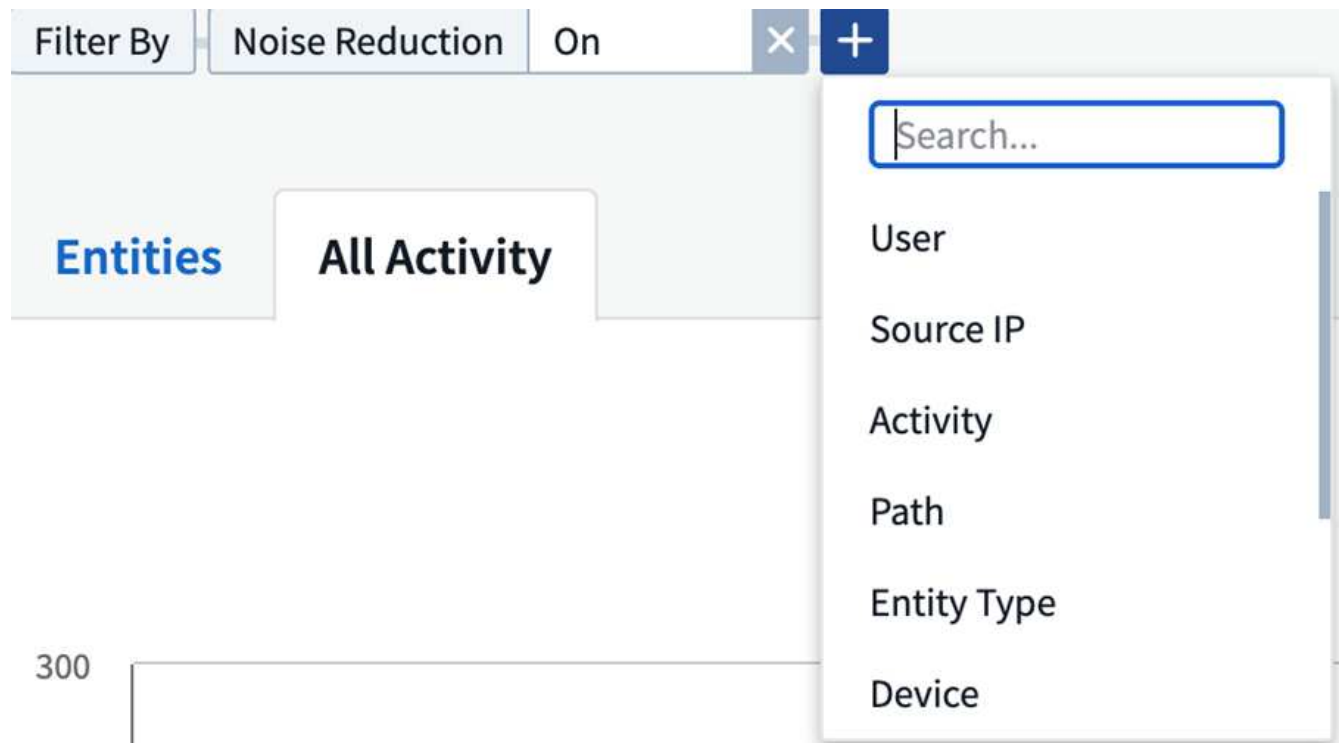 Filter By Noise Reduction On × +
Search...
Entities All Activity
User
Source IP
Activity
Path
Entity Type
Device
300